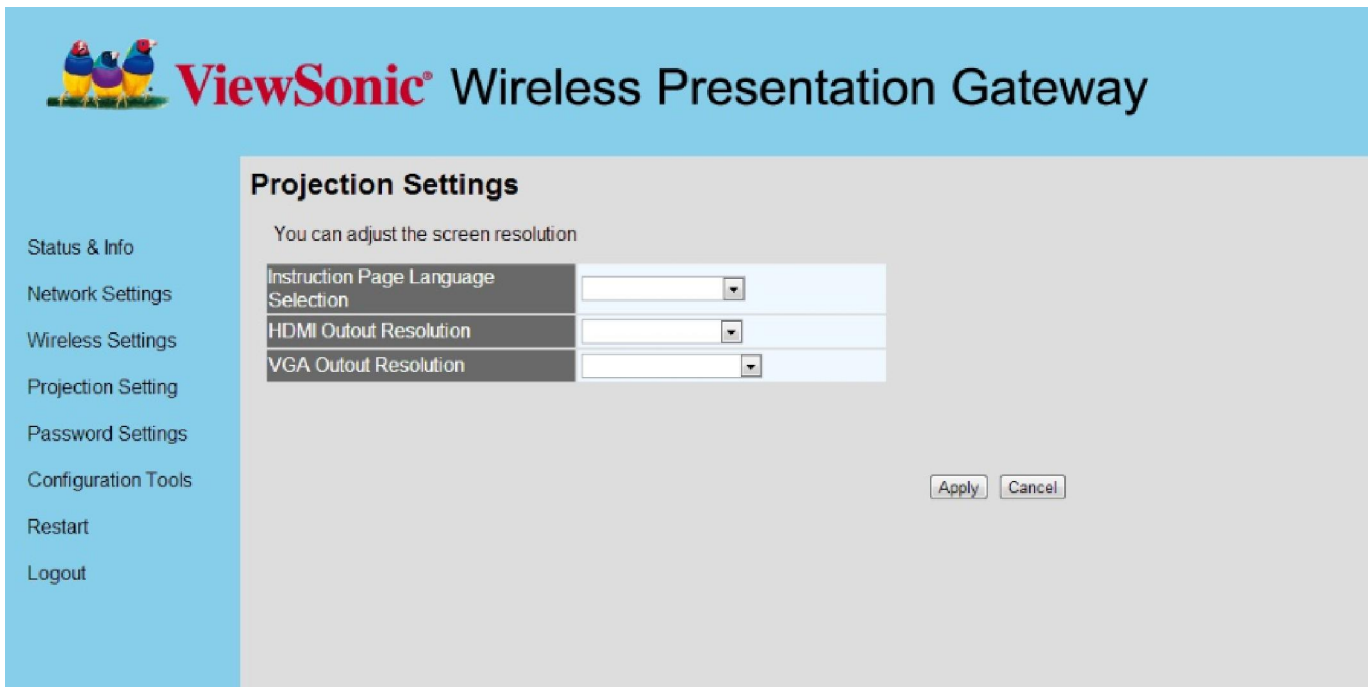 ViewSonic® Wireless Presentation Gateway
Projection Settings
You can adjust the screen resolution
Status & Info
Network Settings
Wireless Settings
Projection Setting
Password Settings
Configuration Tools
Restart
Logout
Instruction Page Language
Selection
HDMI Outout Resolution
VGA Outout Resolution
Apply Cancel